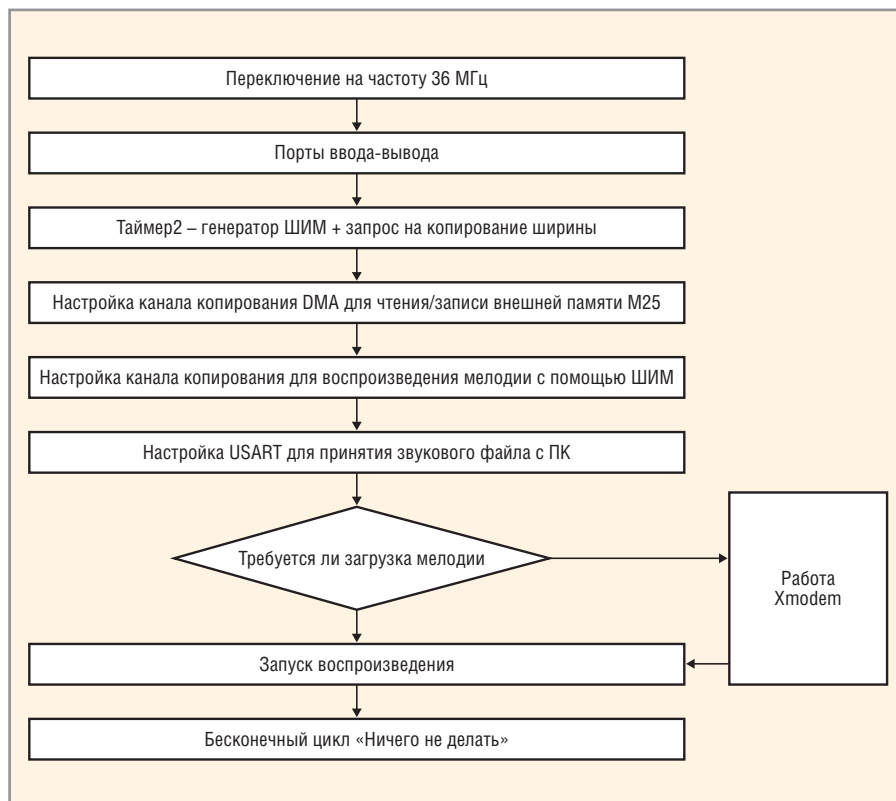 Переключение на частоту 36 МГц
Порты ввода-вывода
Таймер2 – генератор ШИМ + запрос на копирование ширины
Настройка канала копирования DMA для чтения/записи внешней памяти M25
Настройка канала копирования для воспроизведения мелодии с помощью ШИМ
Настройка USART для принятия звукового файла с ПК
Требуется ли загрузка мелодии
Работа
Xmodem
Запуск воспроизведения
Бесконечный цикл «Ничего не делать»